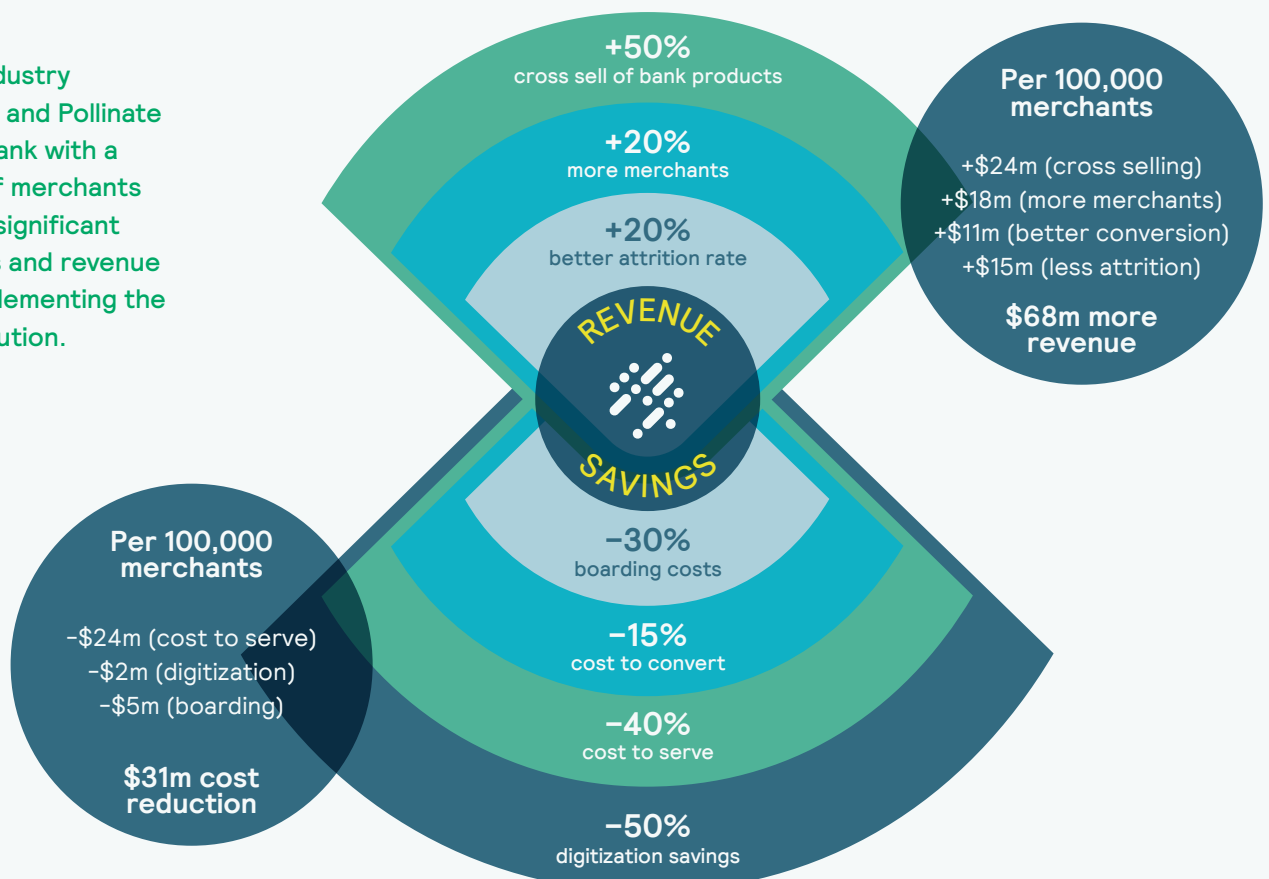 dustry
and Pollinate
ank with a
f merchants
significant
s and revenue
lementing the
ution.
+50%
cross sell of bank products
+20%
more merchants
+20%
better attrition rate
REVENUE
SAVINGS
−30%
boarding costs
−15%
cost to convert
−40%
cost to serve
−50%
digitization savings
Per 100,000
merchants
+$24m (cross selling)
+$18m (more merchants)
+$11m (better conversion)
+$15m (less attrition)
$68m more
revenue
Per 100,000
merchants
−$24m (cost to serve)
−$2m (digitization)
−$5m (boarding)
$31m cost
reduction